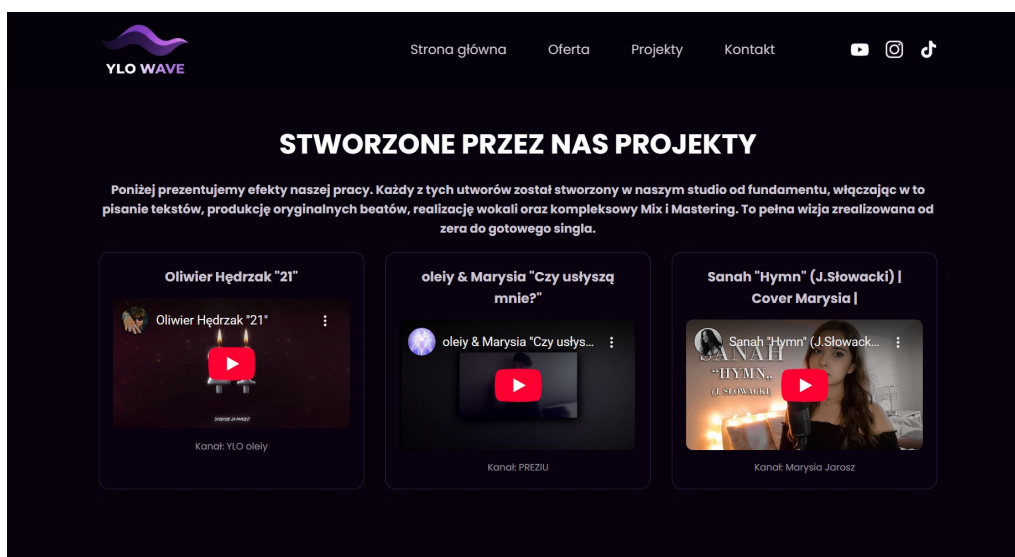 YLO WAVE
Strona główna Oferta Projekty Kontakt
STWORZONE PRZEZ NAS PROJEKTY
Poniżej prezentujemy efekty naszej pracy. Każdy z tych utworów został stworzony w naszym studio od fundamentu, włączając w to
pisanie tekstów, produkcję oryginalnych beatów, realizację wokali oraz kompleksowy Mix i Mastering. To pełna wizja zrealizowana od
zera do gotowego singla.
Oliwier Hędrzak "21"
Oliwier Hędrzak "21"
Kanał: YLO oleiy
oleiy & Marysia "Czy usłyszą
mnie?"
oleiy & Marysia "Czy usłys...
Kanał: PREZIU
Sanah "Hymn" (J.Słowacki) |
Cover Marysia |
Sanah "Hymn" (J.Słowack...
SANAH
"HYMN,,
(J. SŁOWACKI)
Kanał: Marysia Jarosz